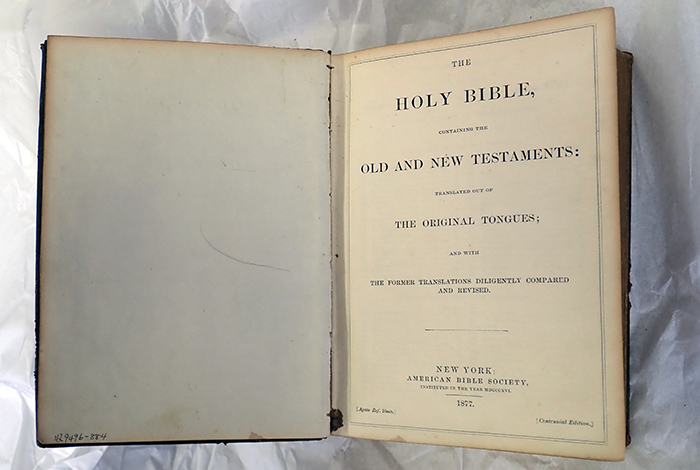 THE
HOLY BIBLE,
CONTAINING THE
OLD AND NEW TESTAMENTS:
TRANSLATED OUT OF
THE ORIGINAL TONGUES;
AND WITH
THE FORMER TRANSLATIONS DILIGENTLY COMPARED
AND REVISED.
NEW YORK:
AMERICAN BIBLE SOCIETY,
INSTITUTED IN THE YEAR MDCCCXVI.
1877.
[Agate Ref. 16mo.]
[Centennial Edition.]